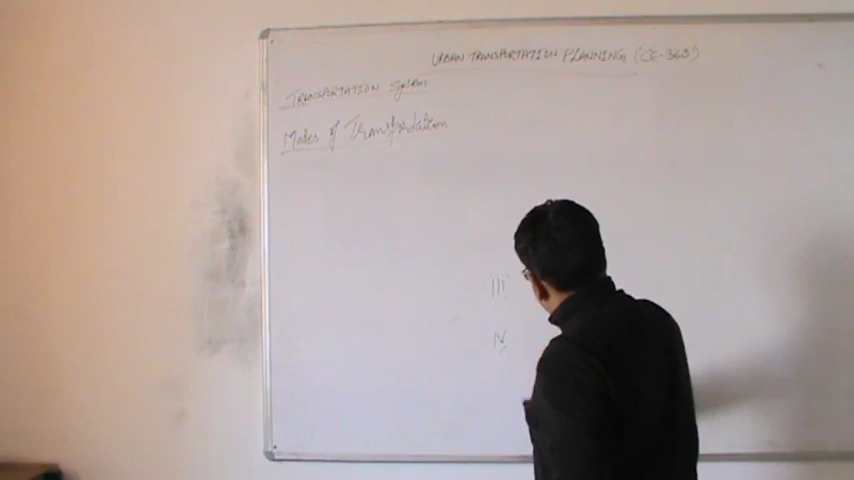 URBAN TRANSPORTATION PLANNING (CE-363)
TRANSPORTATION System
Modes of Transportation
iii
iv